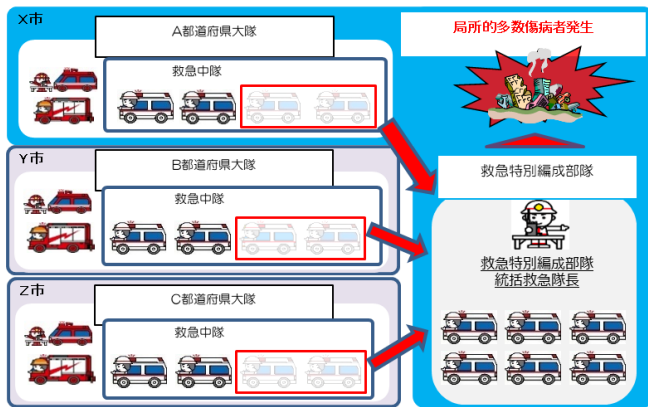 X市
A都道府県大隊
救急中隊
Y市
B都道府県大隊
救急中隊
Z市
C都道府県大隊
救急中隊
局所的多数傷病者発生
救急特別編成部隊
救急特別編成部隊
統括救急隊長